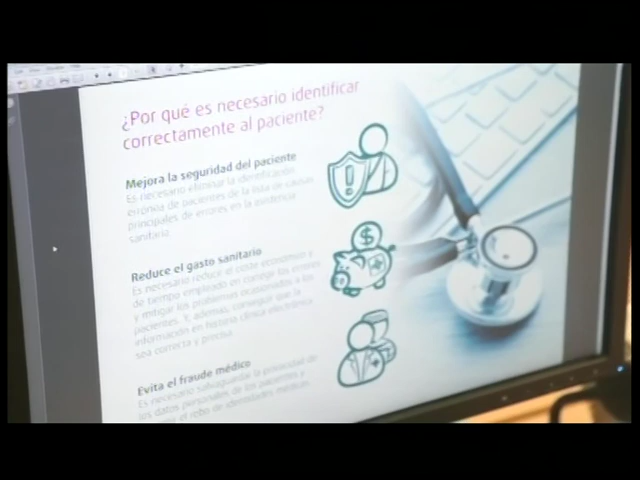 ¿Por qué es necesario identificar
correctamente al paciente?
Mejora la seguridad del paciente
Es necesario eliminar la identificación
errónea de pacientes de la lista de causas
principales de errores en la asistencia
sanitaria.
$
Reduce el gasto sanitario
Es necesario reducir el coste económico y
de tiempo empleado en corregir los errores
y mitigar los problemas ocasionados a los
pacientes. Y, además, conseguir que la
información en historia clínica electrónica
sea correcta y precisa.
Evita el fraude médico
Es necesario salvaguardar la privacidad de
los datos personales de los pacientes y
el robo de identidades médicas.